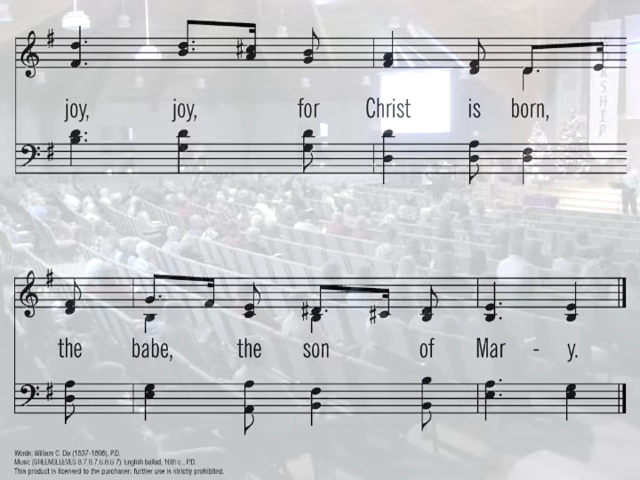 joy, joy, for Christ is born,
the babe, the son of Mar - y.
Words: William C. Dix (1837-1898), P.D.
Music (GREENSLEEVES 8.7.8.7.6.8.0.7): English ballad, 16th c., P.D.
This product is licensed to the purchaser; further use is strictly prohibited.